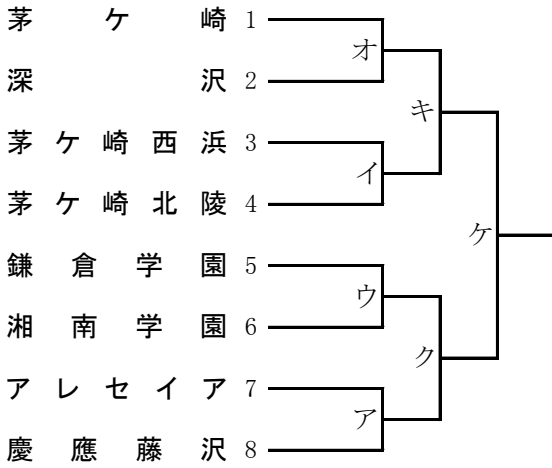 茅ケ崎 1
オ
深沢 2
キ
茅ケ崎西浜 3
イ
茅ケ崎北陵 4
ケ
鎌倉学園 5
ウ
湘南学園 6
ク
アレセイア 7
ア
慶應藤沢 8